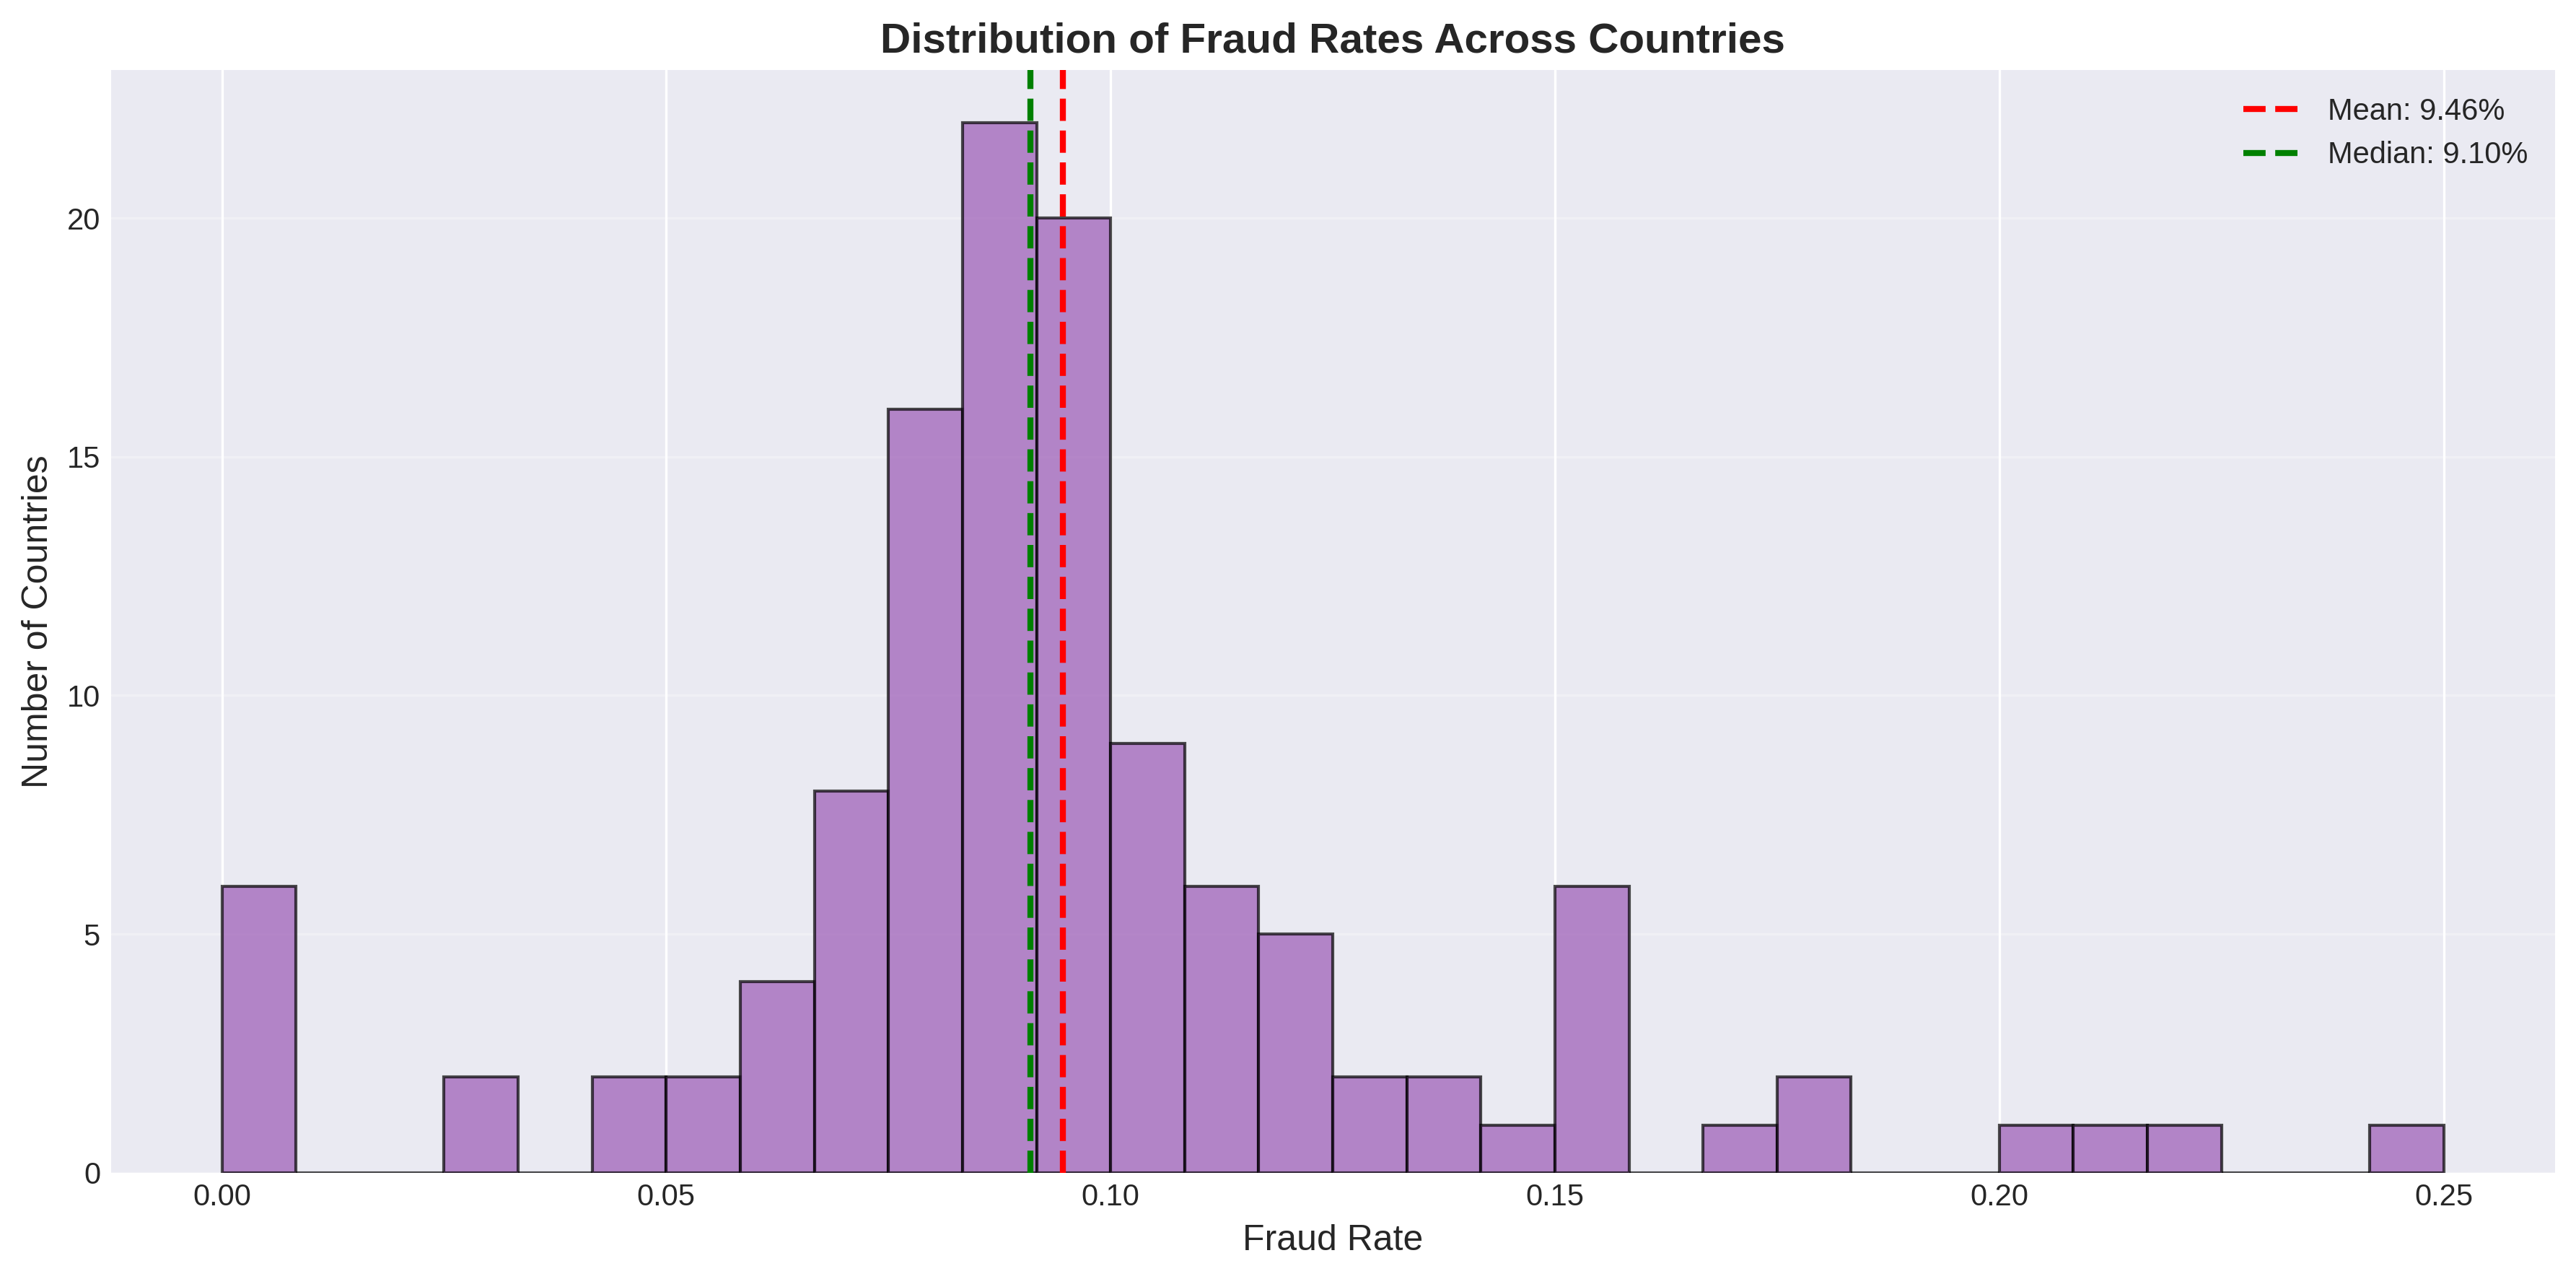 Distribution of Fraud Rates Across Countries
Mean: 9.46%
Median: 9.10%
Number of Countries
20
15
10
5
0
0.00 0.05 0.10 0.15 0.20 0.25
Fraud Rate